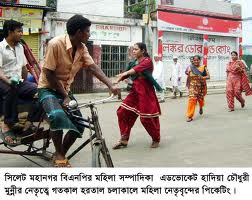 সিলেট মহানগর বিএনপির মহিলা সম্পাদিকা এডভোকেট হাদিয়া চৌধুরী
মুন্নীর নেতৃত্বে গতকাল হরতাল চলাকালে মহিলা নেতৃবৃন্দের পিকেটিং।